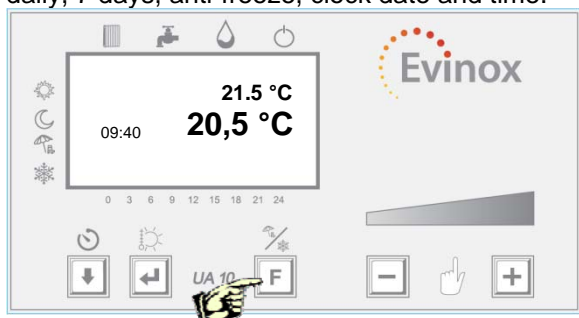 daily, 7 days, anti-freeze, clock date and time.
Evinox
21.5 °C
09:40 20,5 °C
0 3 6 9 12 15 18 21 24
UA 10
F
- +